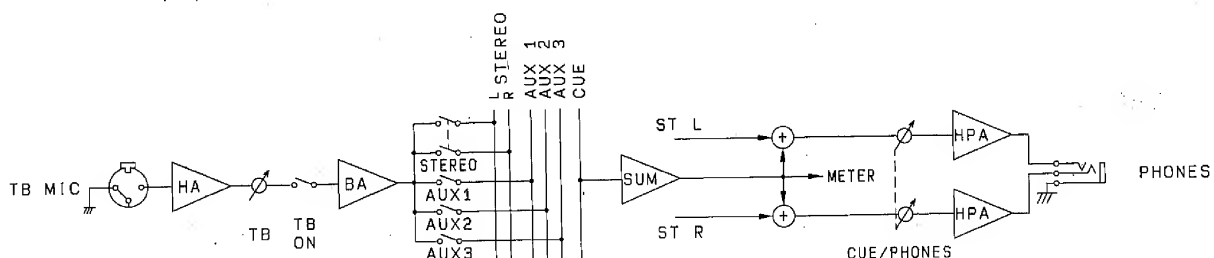 L STEREO
R
AUX 1
AUX 2
AUX 3
CUE
ST L
HPA
STEREO
TB MIC
HA
BA
SUM
METER
PHONES
AUX1
TB
TB
ON
AUX2
ST R
HPA
AUX3
CUE/PHONES